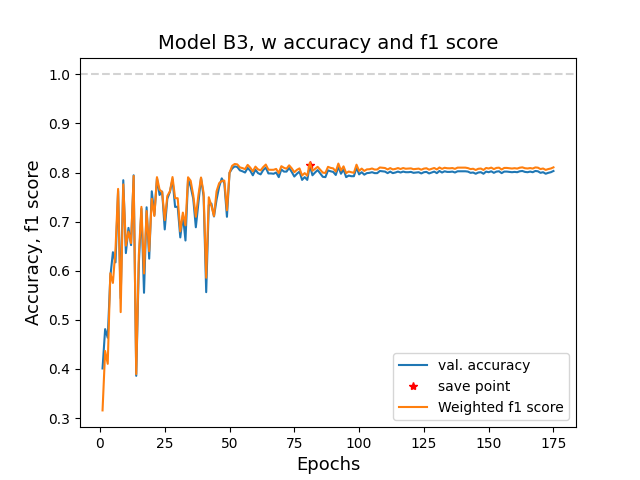 Model B3, w accuracy and f1 score
Accuracy, f1 score
1.0
0.9
0.8
0.7
0.6
0.5
0.4
0.3
val. accuracy
save point
Weighted f1 score
0 25 50 75 100 125 150 175
Epochs